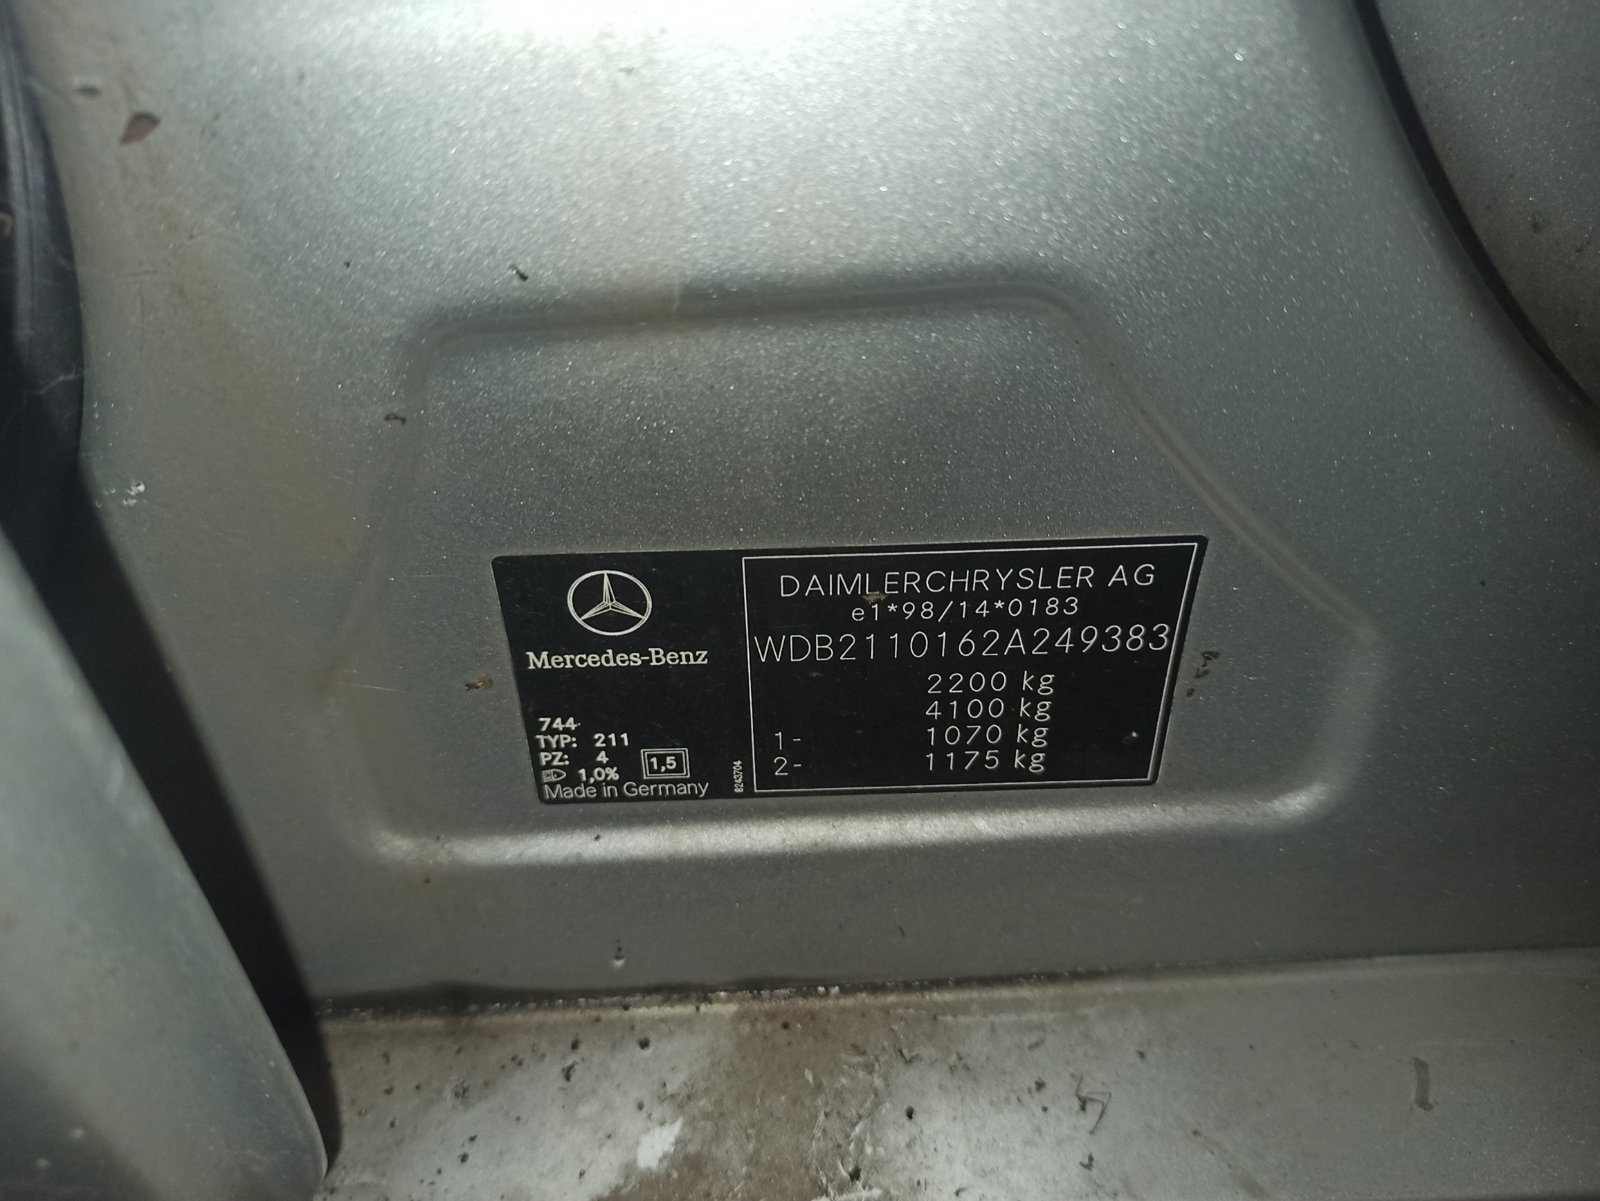 Mercedes-Benz
744
TYP: 211
PZ: 4
1,0% 1,5
Made in Germany
8243704
DAIMLERCHRYSLER AG
e1*98/14*0183
WDB2110162A249383
2200 kg
4100 kg
1- 1070 kg
2- 1175 kg